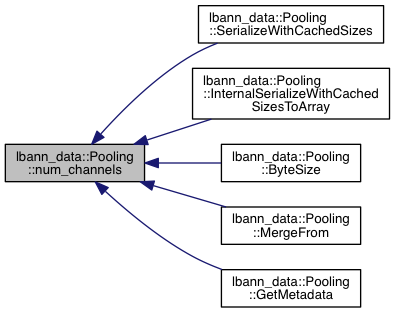 lbann_data::Pooling
::SerializeWithCachedSizes
lbann_data::Pooling
::InternalSerializeWithCached
SizesToArray
lbann_data::Pooling
::num_channels
lbann_data::Pooling
::ByteSize
lbann_data::Pooling
::MergeFrom
lbann_data::Pooling
::GetMetadata